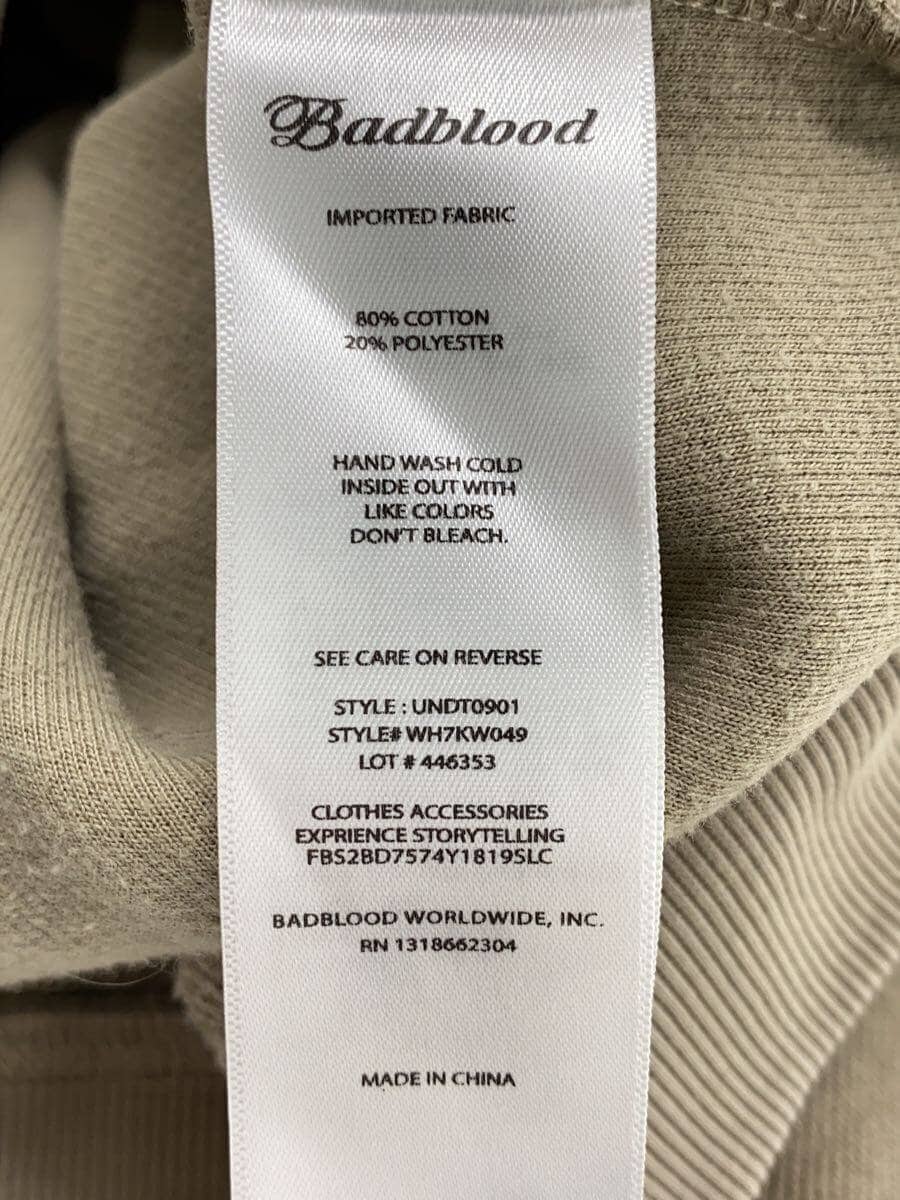 Badblood
IMPORTED FABRIC
80% COTTON
20% POLYESTER
HAND WASH COLD
INSIDE OUT WITH
LIKE COLORS
DON'T BLEACH.
SEE CARE ON REVERSE
STYLE : UNDT0901
STYLE# WH7KW049
LOT # 446353
CLOTHES ACCESSORIES
EXPRIENCE STORYTELLING
FBS2BD7574Y1819SLC
BADBLOOD WORLDWIDE, INC.
RN 1318662304
MADE IN CHINA